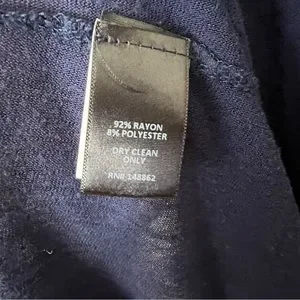 92% RAYON
8% POLYESTER
DRY CLEAN
ONLY
RN# 148862